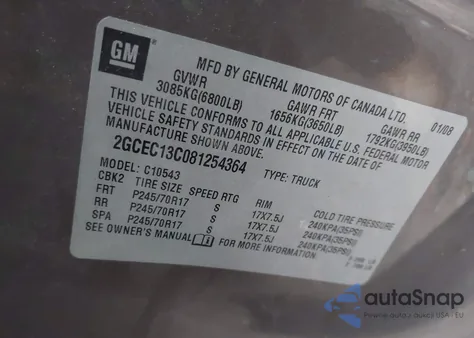 GM
MFD BY GENERAL MOTORS OF CANADA LTD.
01/08
GVWR GAWR FRT GAWR RR
3085KG(6800LB) 1656KG(3650LB) 1792KG(3950LB)
THIS VEHICLE CONFORMS TO ALL APPLICABLE U.S. FEDERAL MOTOR
VEHICLE SAFETY STANDARDS IN EFFECT ON THE DATE OF
MANUFACTURE SHOWN ABOVE.
2GCEC13C081254364 TYPE: TRUCK
MODEL: C10543
CBK2 TIRE SIZE SPEED RTG RIM COLD TIRE PRESSURE
FRT P245/70R17 S 17X7.5J 240KPA(35PSI)
RR P245/70R17 S 17X7.5J 240KPA(35PSI)
SPA P245/70R17 S 17X7.5J 240KPA(35PSI)
SEE OWNER'S MANUAL FOR MORE INFORMATION
autoSnap